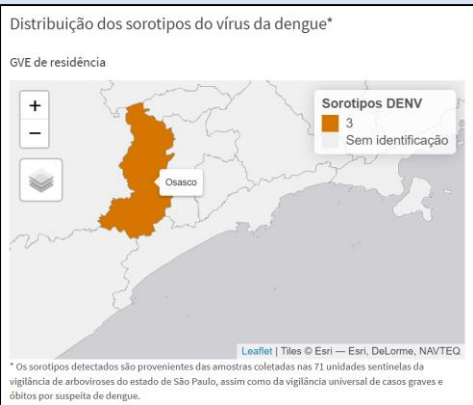 Distribuição dos sorotipos do vírus da dengue*
GVE de residência
+
−
Sorotipos DENV
3
Sem identificação
Osasco
Leaflet | Tiles © Esri — Esri, DeLorme, NAVTEQ
* Os sorotipos detectados são provenientes das amostras coletadas nas 71 unidades sentinelas da
vigilância de arboviroses do estado de São Paulo, assim como da vigilância universal de casos graves e
óbitos por suspeita de dengue.